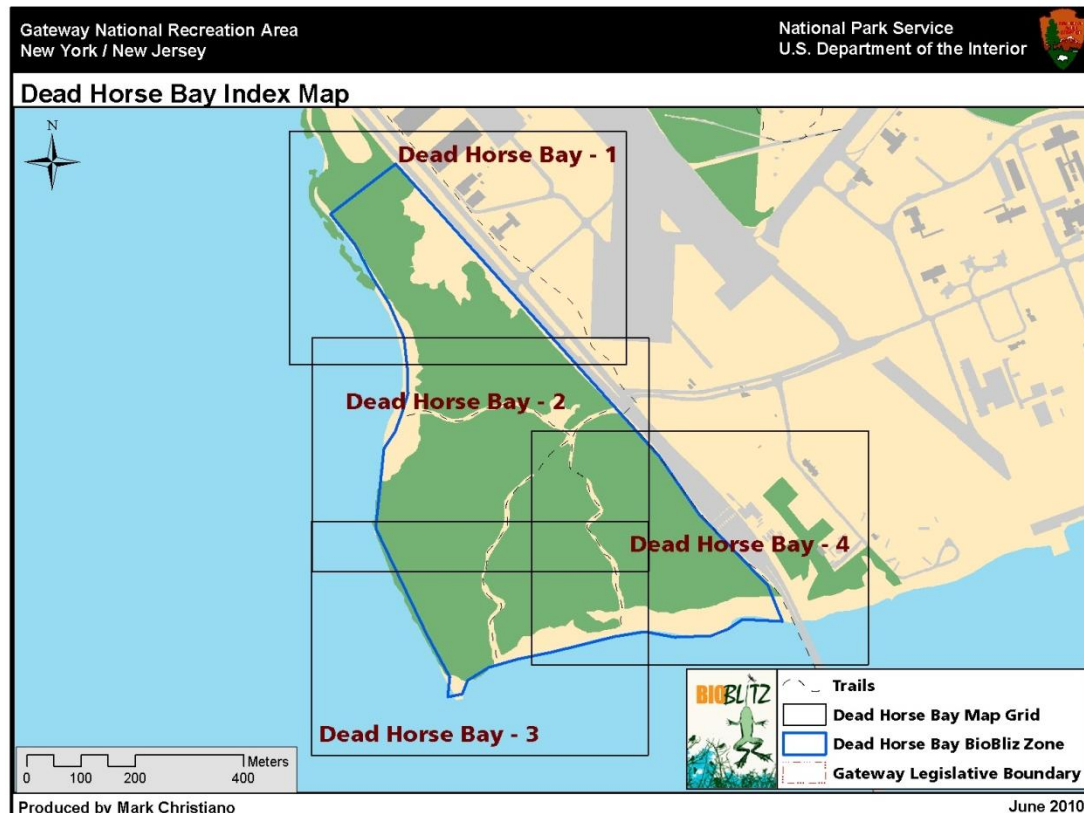 Gateway National Recreation Area
New York / New Jersey
National Park Service
U.S. Department of the Interior
Dead Horse Bay Index Map
N
Dead Horse Bay - 1
Dead Horse Bay - 2
Dead Horse Bay - 4
Dead Horse Bay - 3
Meters
0 100 200 400
BIOBLITZ
Trails
Dead Horse Bay Map Grid
Dead Horse Bay BioBliz Zone
Gateway Legislative Boundary
Produced by Mark Christiano
June 2010